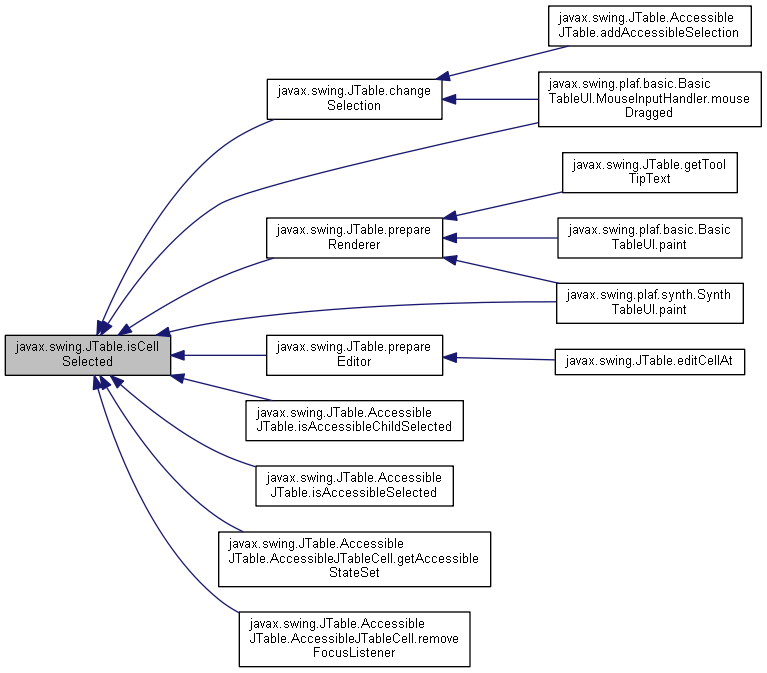 javax.swing.JTable.Accessible
JTable.addAccessibleSelection
javax.swing.JTable.change
Selection
javax.swing.plaf.basic.Basic
TableUI.MouseInputHandler.mouse
Dragged
javax.swing.JTable.getTool
TipText
javax.swing.JTable.prepare
Renderer
javax.swing.plaf.basic.Basic
TableUI.paint
javax.swing.plaf.synth.Synth
TableUI.paint
javax.swing.JTable.isCell
Selected
javax.swing.JTable.prepare
Editor
javax.swing.JTable.editCellAt
javax.swing.JTable.Accessible
JTable.isAccessibleChildSelected
javax.swing.JTable.Accessible
JTable.isAccessibleSelected
javax.swing.JTable.Accessible
JTable.AccessibleJTableCell.getAccessible
StateSet
javax.swing.JTable.Accessible
JTable.AccessibleJTableCell.remove
FocusListener